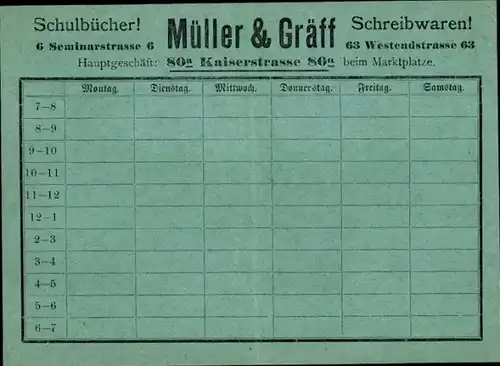 Schulbücher! Müller & Gräff Schreibwaren!
6 Seminarstrasse 6 63 Westendstrasse 63
Hauptgeschäft: 80a Kaiserstrasse 80a beim Marktplatze.
Montag. Dienstag. Mittwoch. Donnerstag. Freitag. Samstag.
7–8
8–9
9–10
10–11
11–12
12–1
2–3
3–4
4–5
5–6
6–7